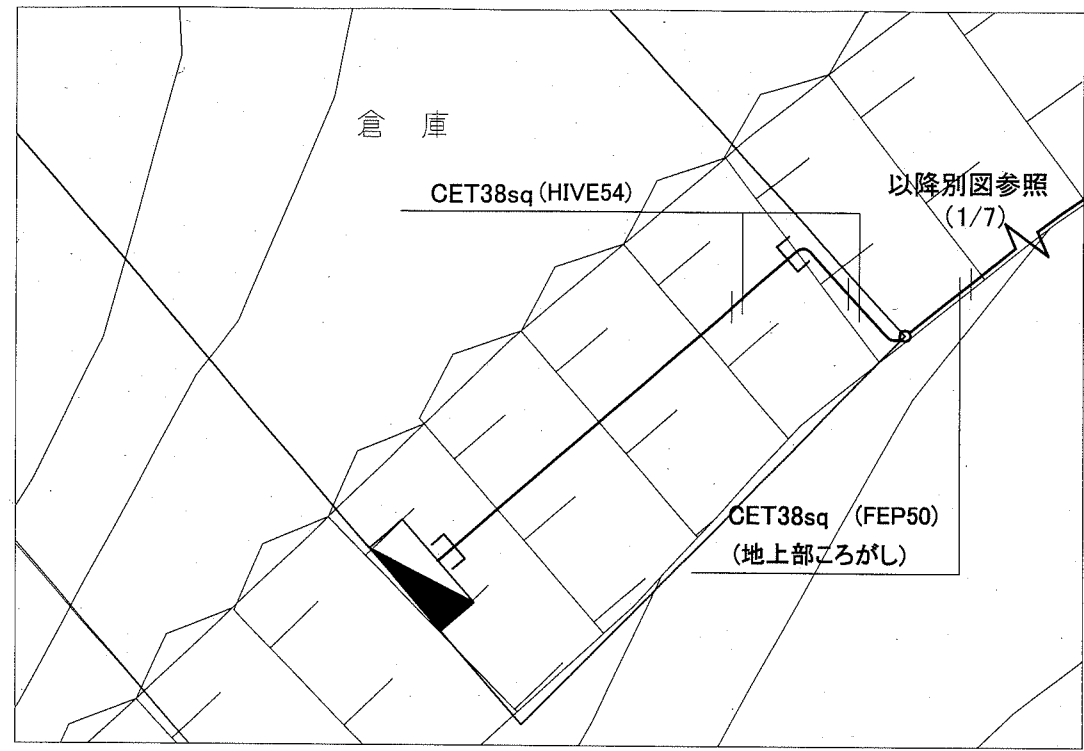 倉 庫
CET38sq (HIVE54)
以降別図参照
(1/7)
CET38sq (FEP50)
(地上部ころがし)